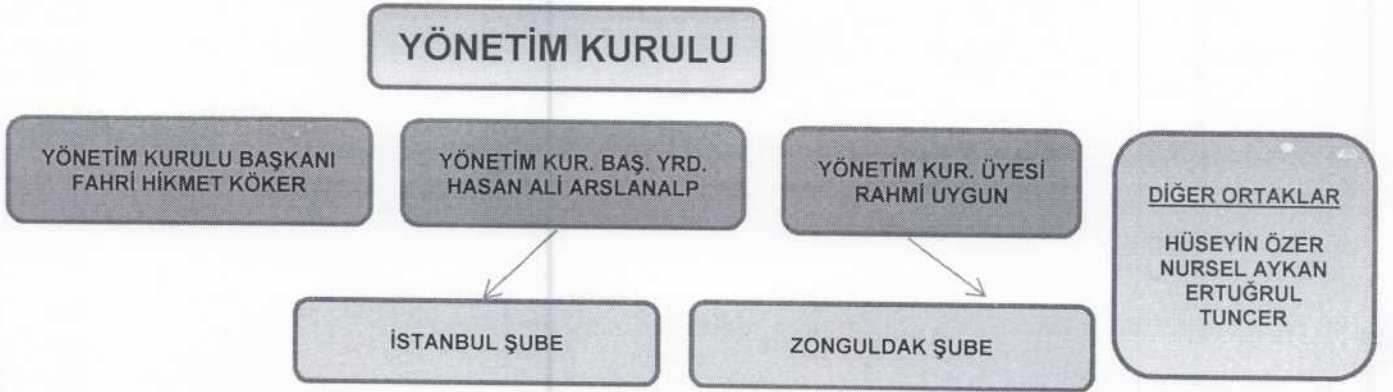 YÖNETİM KURULU
YÖNETİM KURULU BAŞKANI
FAHRİ HİKMET KÖKER
YÖNETİM KUR. BAŞ. YRD.
HASAN ALİ ARSLANALP
YÖNETİM KUR. ÜYESİ
RAHMİ UYGUN
DİĞER ORTAKLAR
HÜSEYİN ÖZER
NURSEL AYKAN
ERTUĞRUL
TUNCER
İSTANBUL ŞUBE
ZONGULDAK ŞUBE